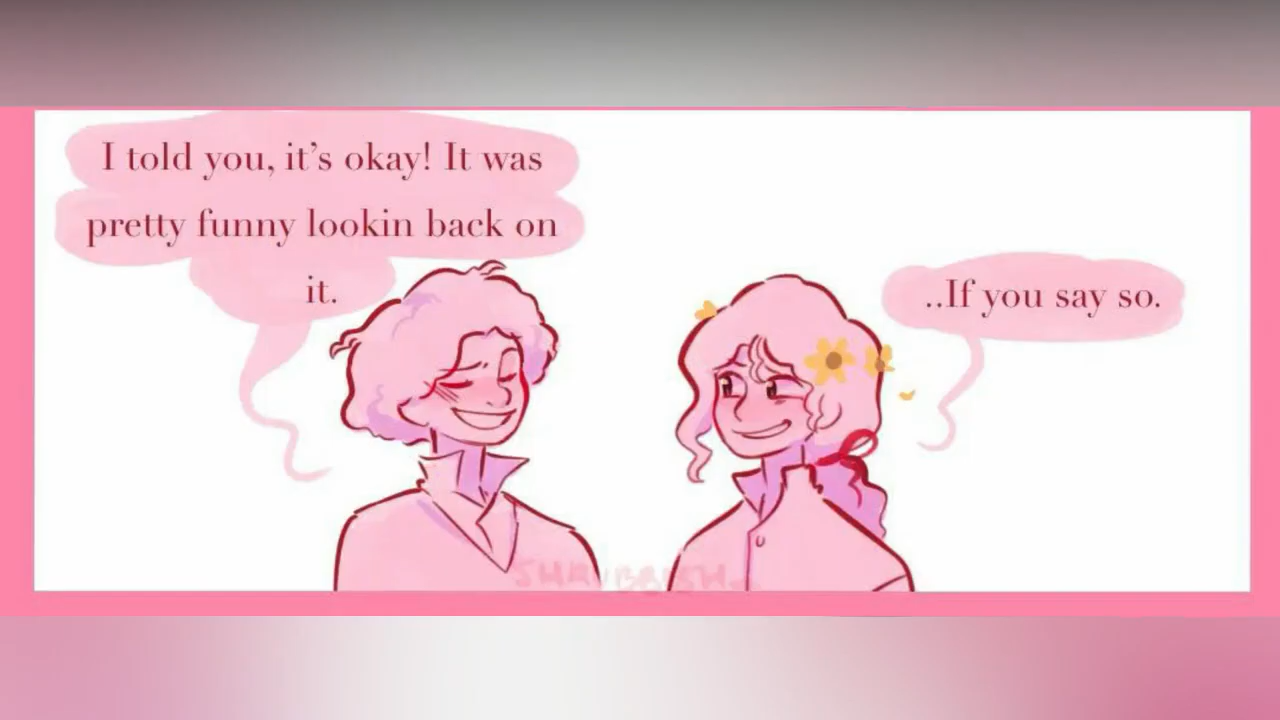 I told you, it's okay! It was
pretty funny lookin back on
it.
..If you say so.